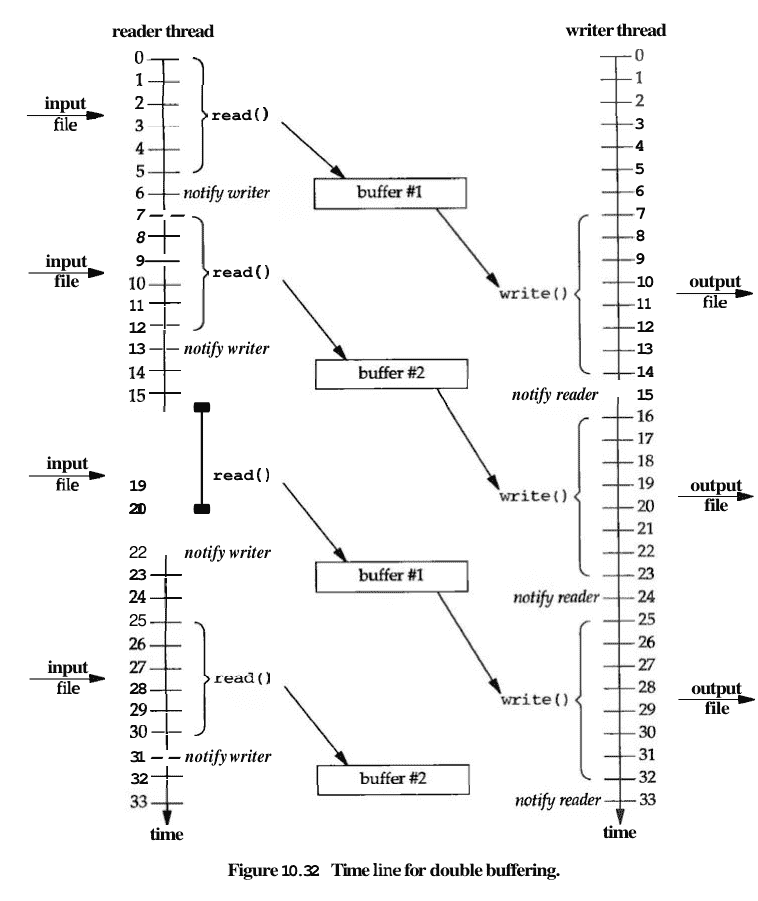 reader thread writer thread
0 0
1 1
input 2 read() 2
file 3 3
4 4
5 5
6 notify writer buffer #1 6
7 7
8 8
input 9 read() 9
file 10 write() 10 output
11 11 file
12 12
13 notify writer 13
14 buffer #2 14
15 notify reader 15
16
17
input read() 18
file 19 write() 19 output
20 20 file
21
22 notify writer 22
23 buffer #1 23
24 notify reader 24
25 25
26 26
input 27 read() 27
file 28 write() 28 output
29 29 file
30 30
31 notify writer 31
32 buffer #2 32
33 notify reader 33
time time
Figure 10.32 Time line for double buffering.